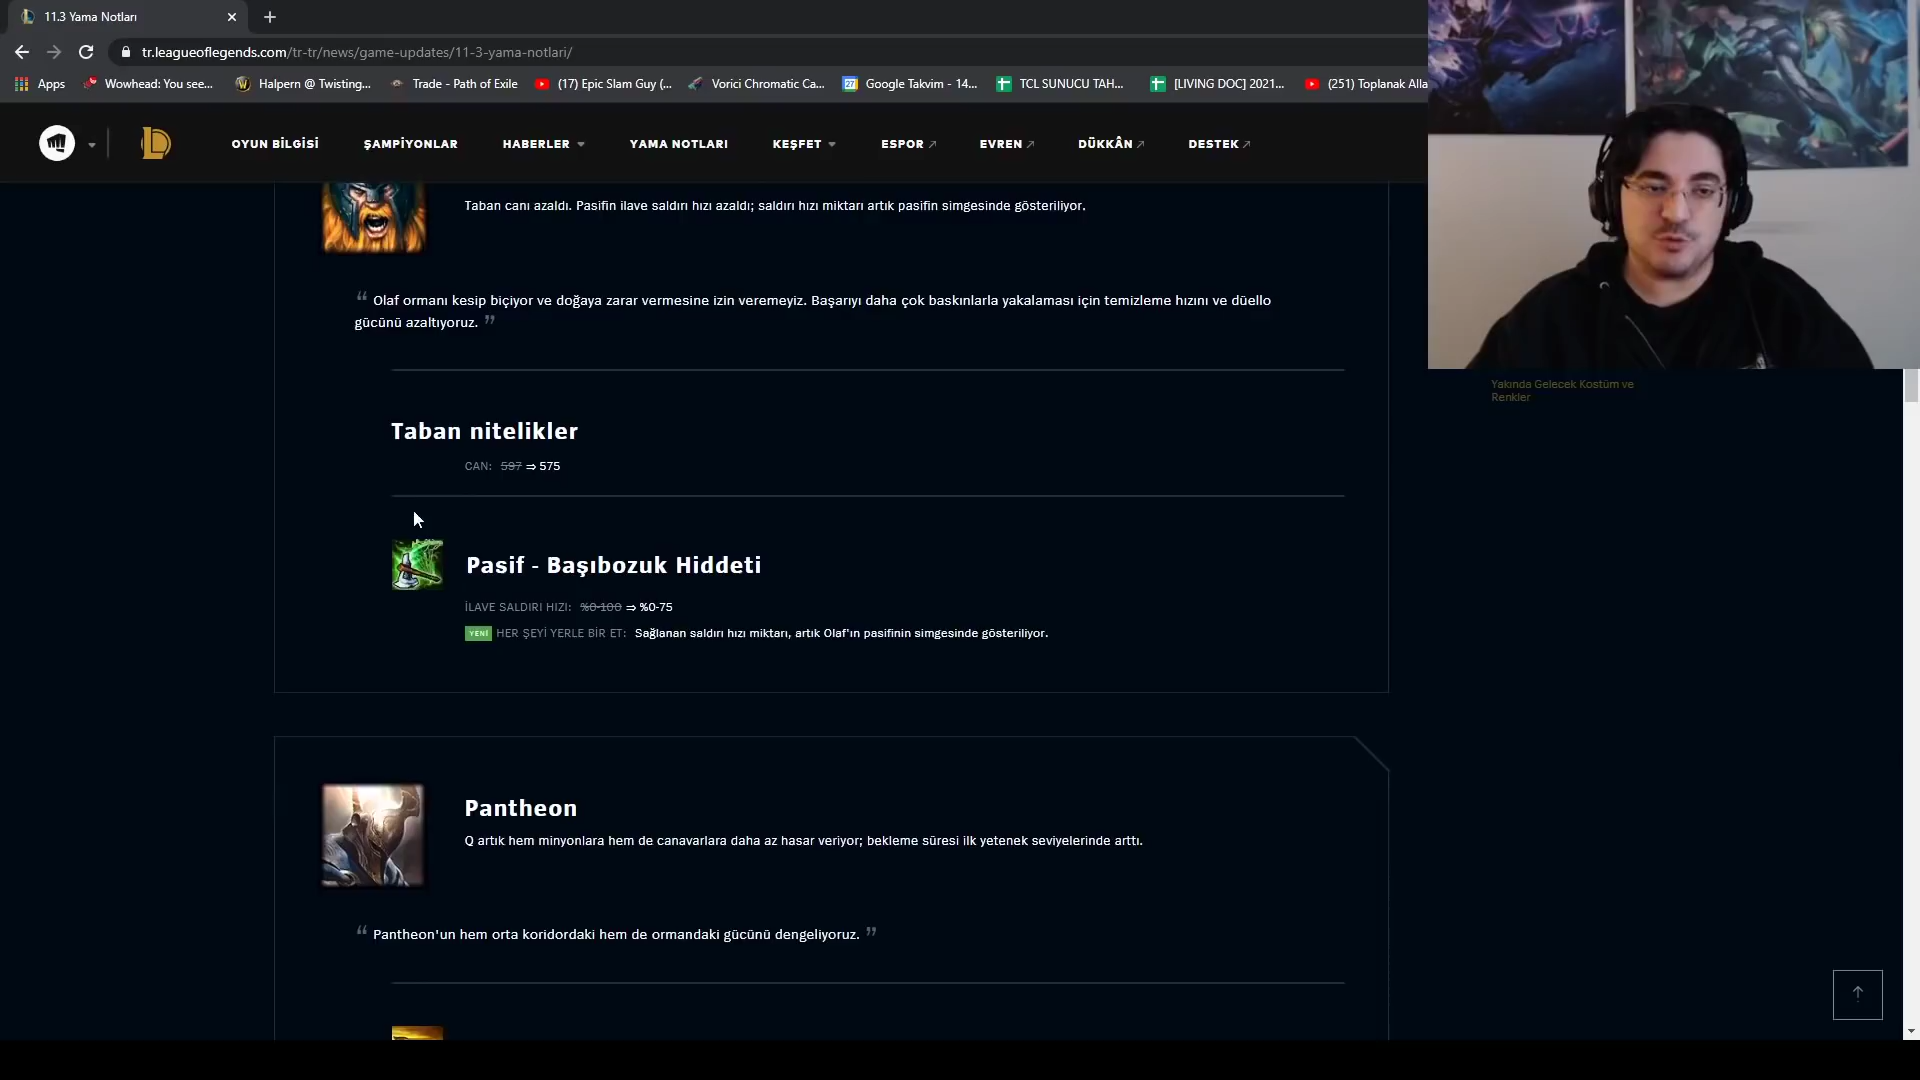 11.3 Yama Notları
tr.leagueoflegends.com/tr-tr/news/game-updates/11-3-yama-notlari/
Apps
Wowhead: You see...
Halpern @ Twisting...
Trade - Path of Exile
(17) Epic Slam Guy (...
Vorici Chromatic Ca...
Google Takvim - 14...
TCL SUNUCU TAH...
[LIVING DOC] 2021...
(251) Toplanak Alla
OYUN BİLGİSİ
ŞAMPİYONLAR
HABERLER
YAMA NOTLARI
KEŞFET
ESPOR
EVREN
DÜKKÂN
DESTEK
Taban canı azaldı. Pasifin ilave saldırı hızı azaldı; saldırı hızı miktarı artık pasifin simgesinde gösteriliyor.
“ Olaf ormanı kesip biçiyor ve doğaya zarar vermesine izin veremeyiz. Başarıyı daha çok baskınlarla yakalaması için temizleme hızını ve düello
gücünü azaltıyoruz. ”
Yakında Gelecek Kostüm ve
Renkler
Taban nitelikler
CAN: 597 ⇒ 575
Pasif - Başıbozuk Hiddeti
İLAVE SALDIRI HIZI: %0-100 ⇒ %0-75
YENİ HER ŞEYİ YERLE BİR ET: Sağlanan saldırı hızı miktarı, artık Olaf'ın pasifinin simgesinde gösteriliyor.
Pantheon
Q artık hem minyonlara hem de canavarlara daha az hasar veriyor; bekleme süresi ilk yetenek seviyelerinde arttı.
“ Pantheon'un hem orta koridordaki hem de ormandaki gücünü dengeliyoruz. ”